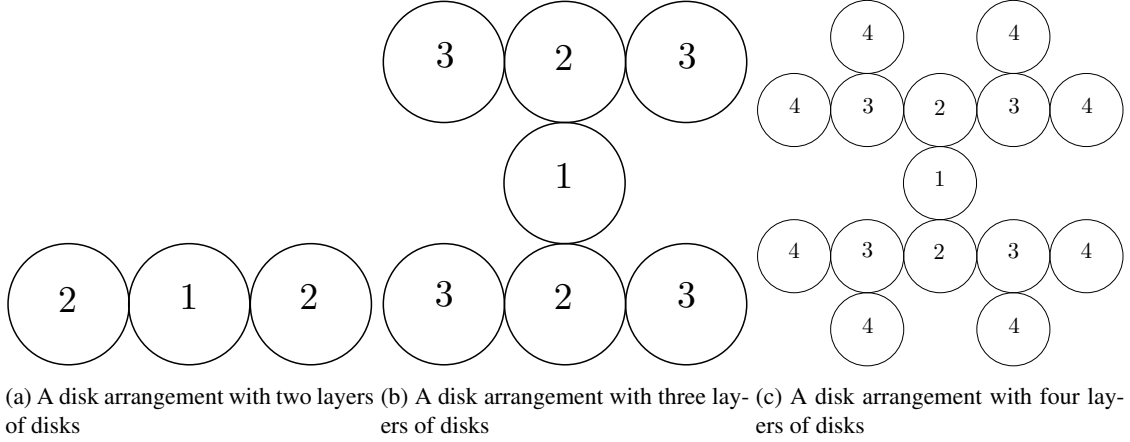 2 1 2
(a) A disk arrangement with two layers
of disks
3 2 3
1
3 2 3
(b) A disk arrangement with three lay-
ers of disks
4 4
4 3 2 3 4
1
4 3 2 3 4
4 4
(c) A disk arrangement with four lay-
ers of disks